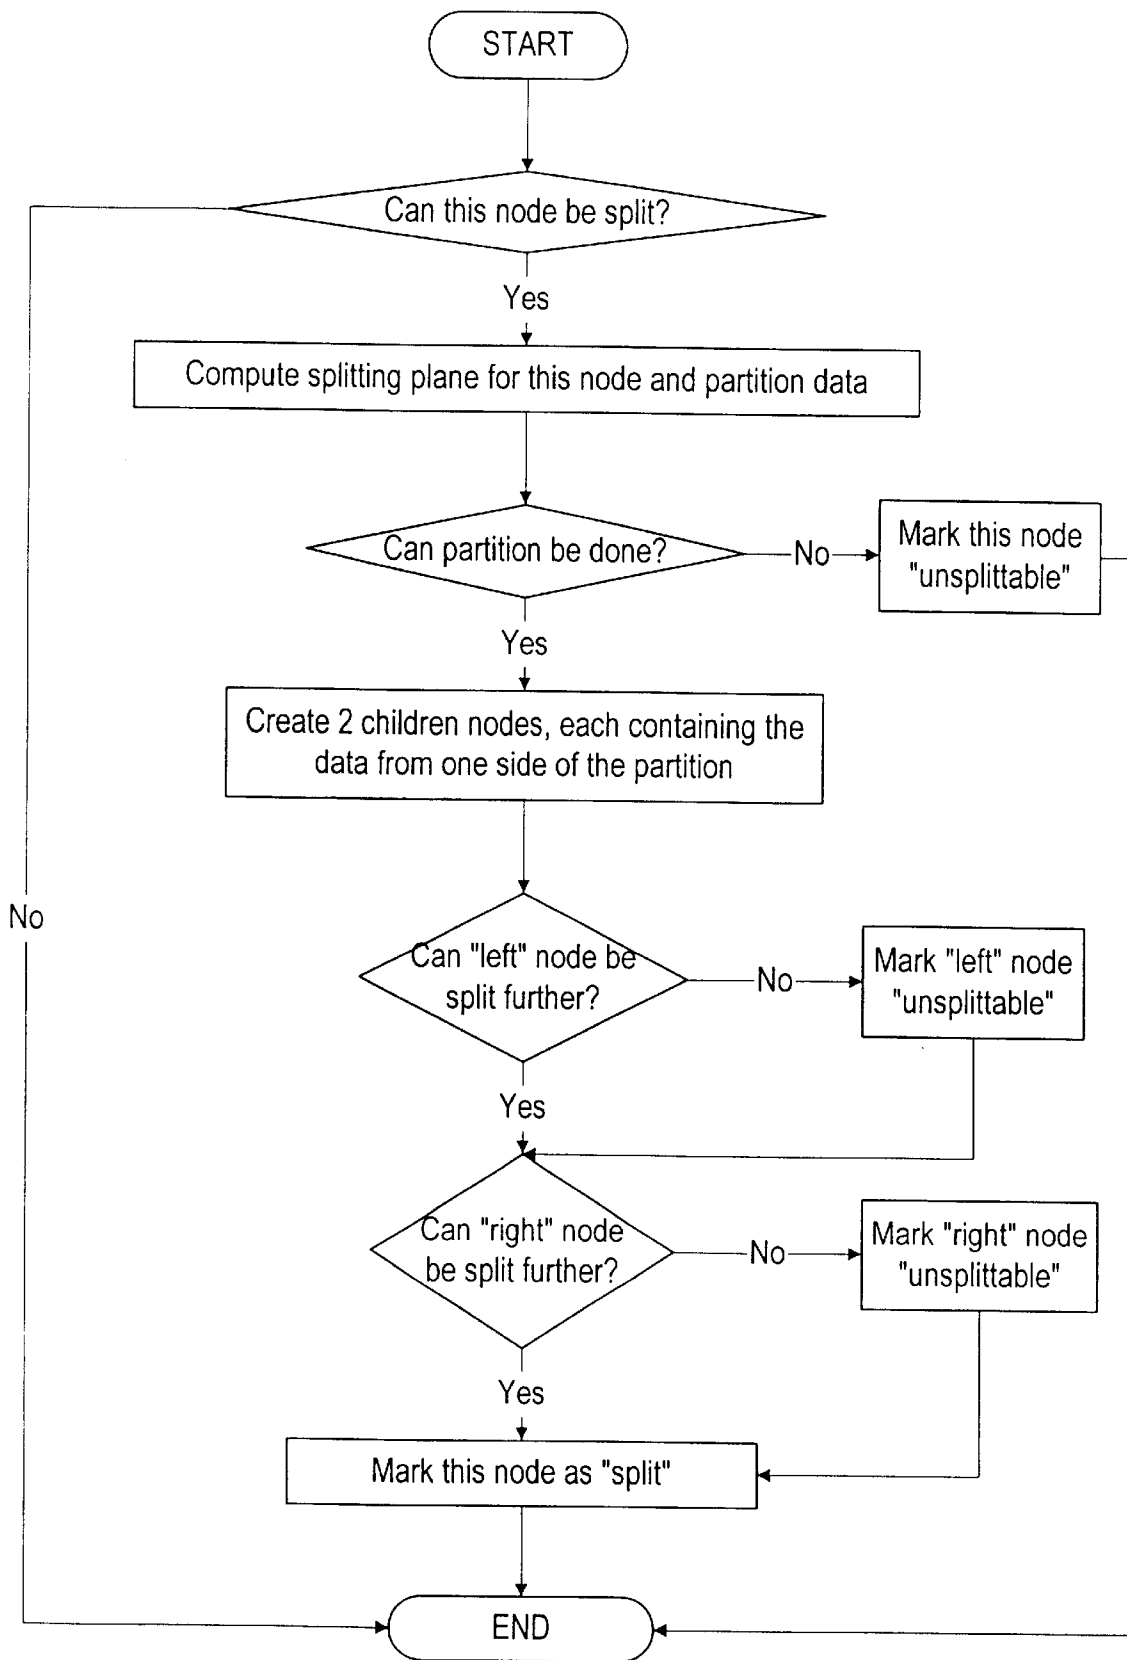 START
Can this node be split?
Yes
Compute splitting plane for this node and partition data
Can partition be done?
No
Mark this node
"unsplittable"
Yes
Create 2 children nodes, each containing the
data from one side of the partition
No
Can "left" node be
split further?
No
Mark "left" node
"unsplittable"
Yes
Can "right" node
be split further?
No
Mark "right" node
"unsplittable"
Yes
Mark this node as "split"
END